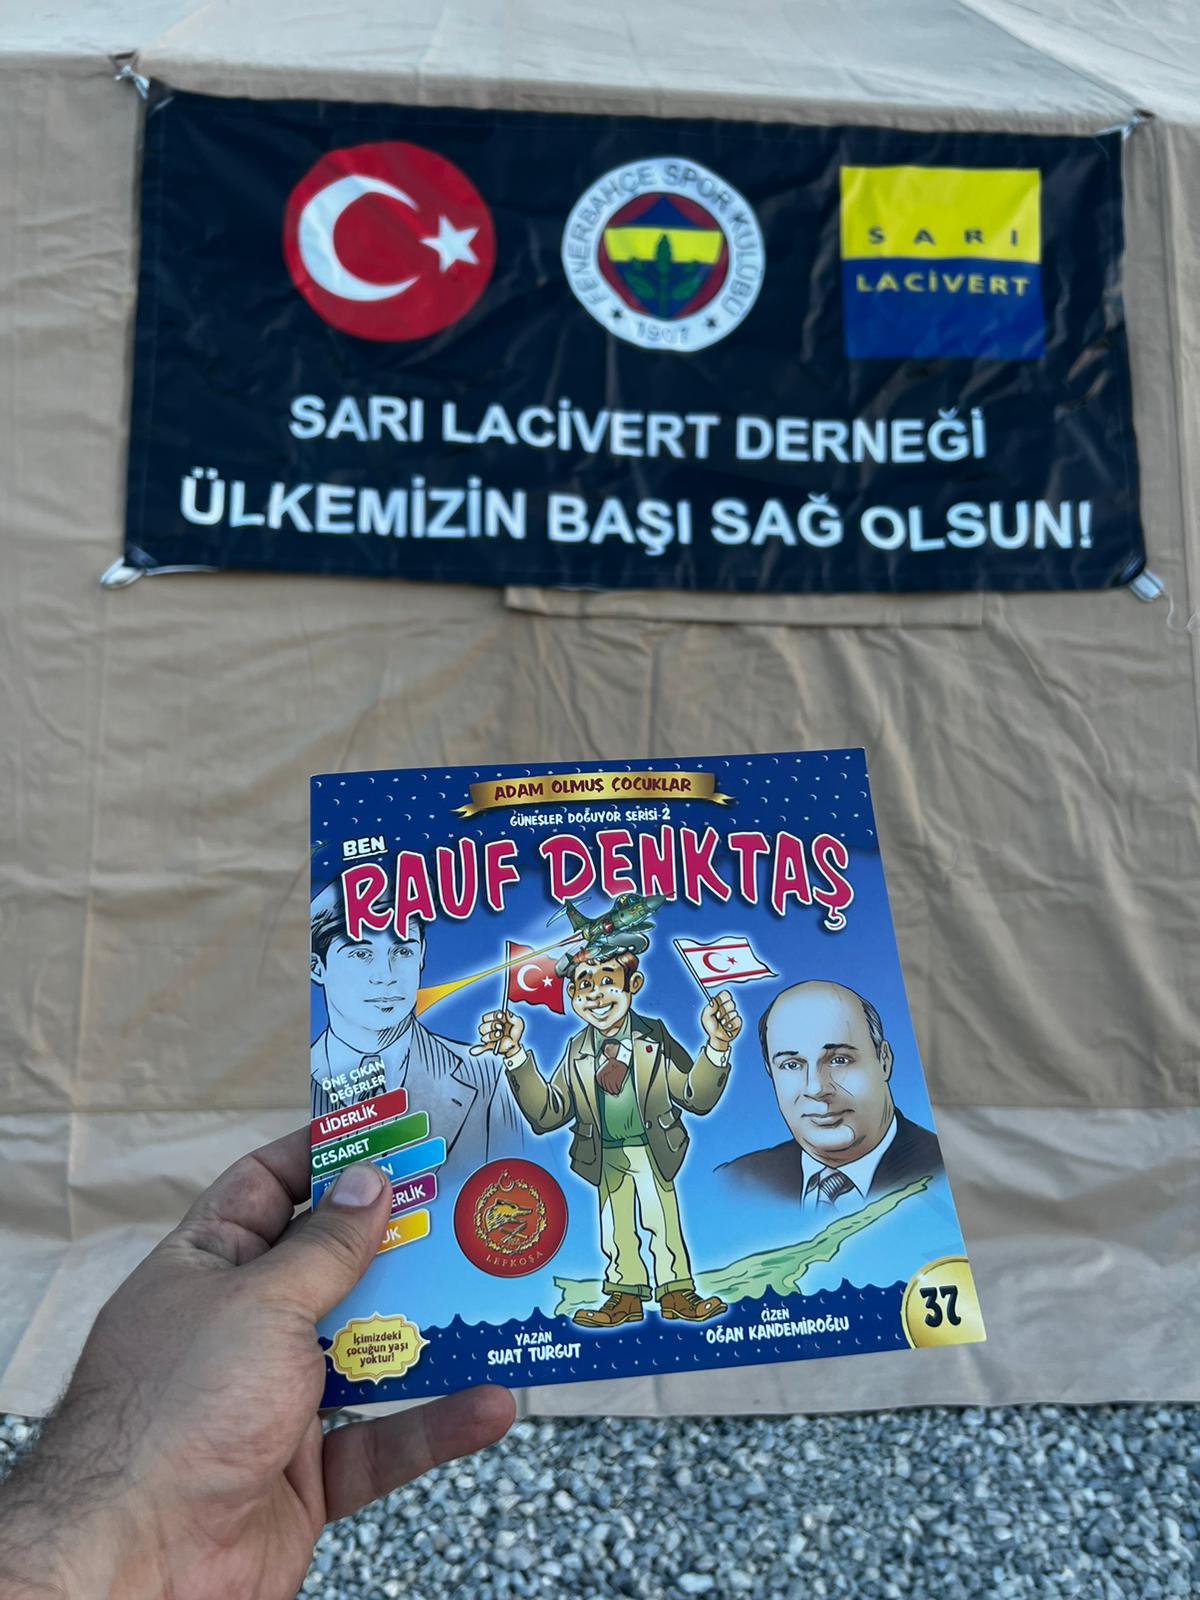 FENERBAHÇE SPOR KULÜBÜ
★ 1907 ★
SARI
LACİVERT
SARI LACİVERT DERNEĞİ
ÜLKEMİZİN BAŞI SAĞ OLSUN!
ADAM OLMUŞ ÇOCUKLAR
GÜNEŞLER DOĞUYOR SERİSİ-2
BEN
RAUF DENKTAŞ
ÖNE ÇIKAN
DEĞERLER
LİDERLİK
CESARET
LEFKOŞA
İçimizdeki
çocuğun yaşı
yoktur!
YAZAN
SUAT TURGUT
ÇİZEN
OĞAN KANDEMİROĞLU
37